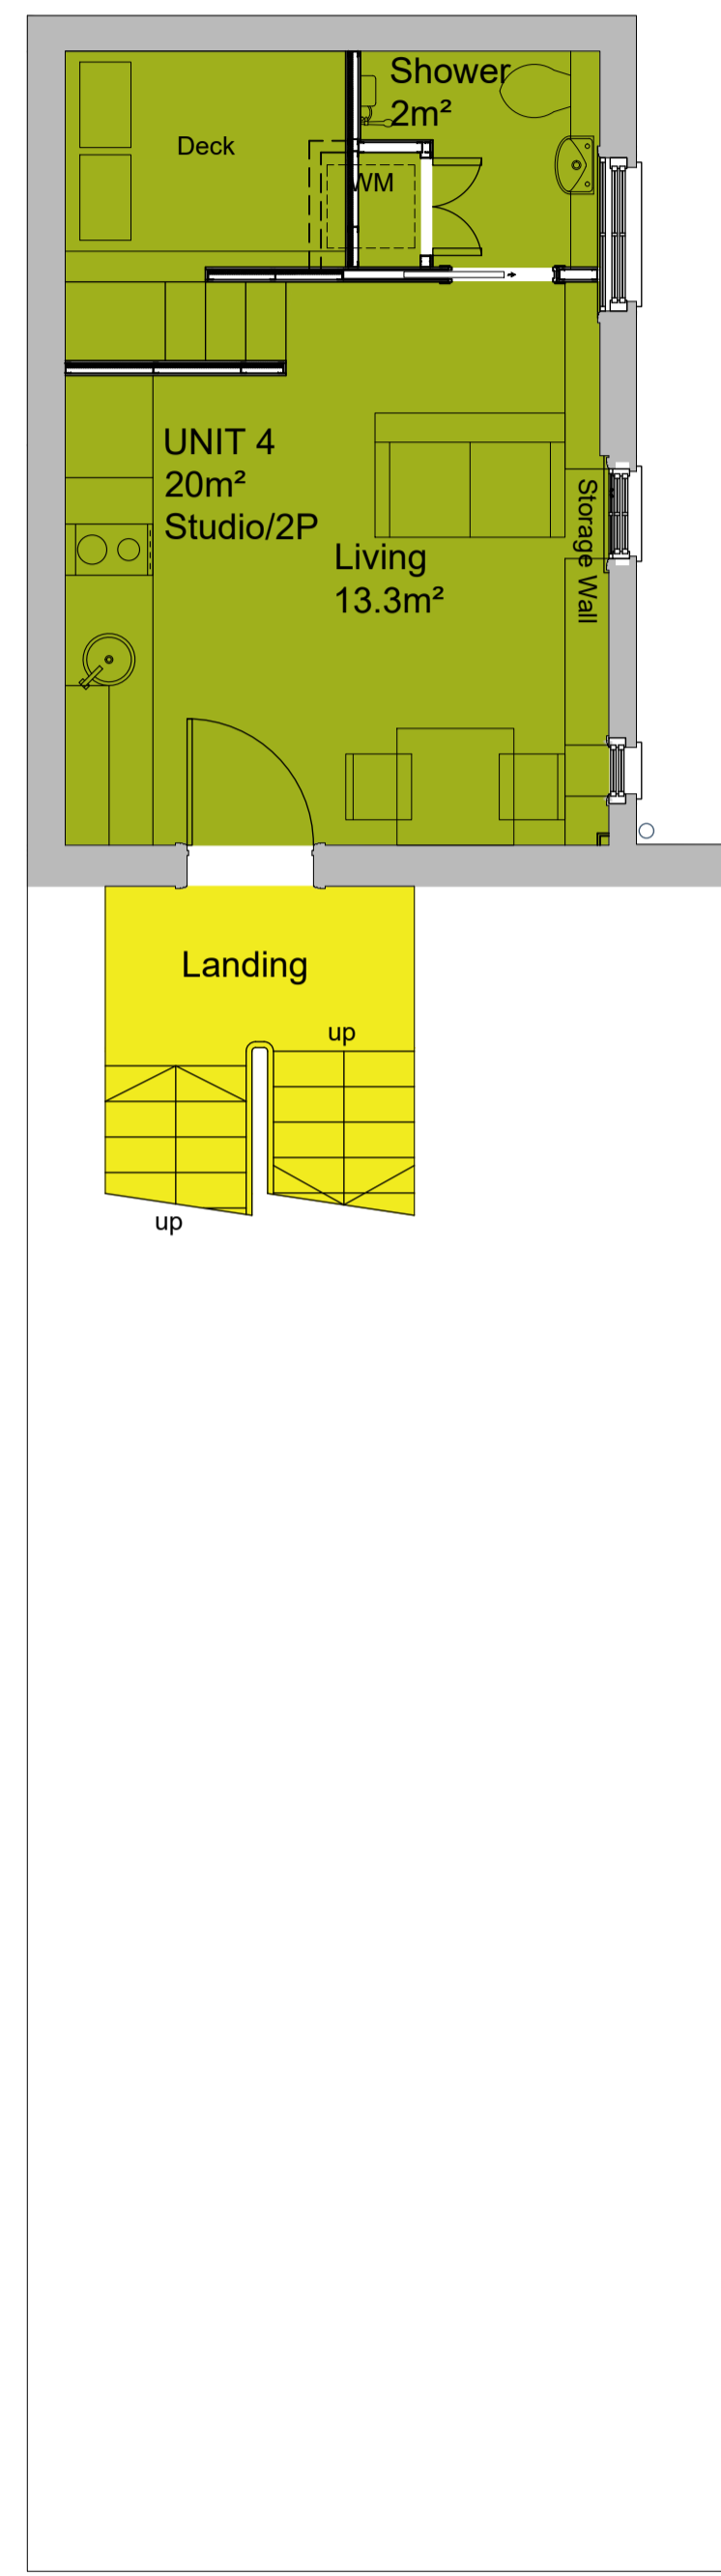 Shower
2m²
Deck
WM
UNIT 4
20m²
Studio/2P
Storage Wall
Living
13.3m²
Landing
up
up